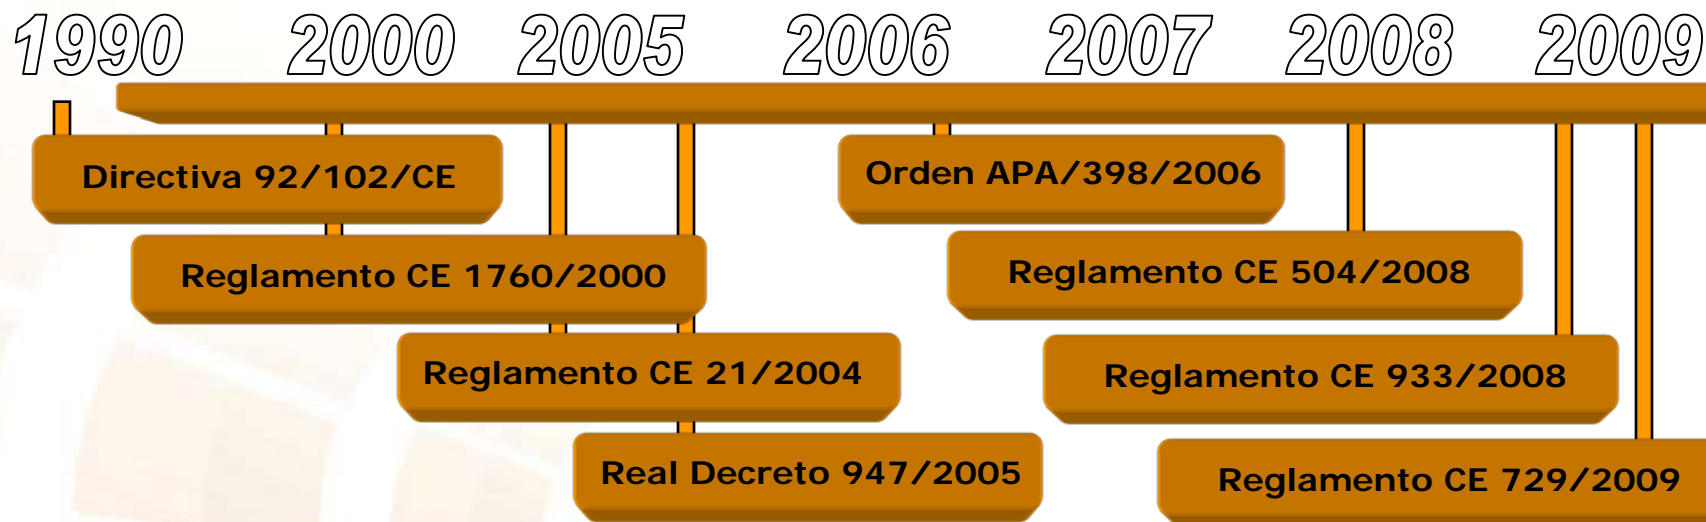 1990 2000 2005 2006 2007 2008 2009
Directiva 92/102/CE
Orden APA/398/2006
Reglamento CE 1760/2000
Reglamento CE 504/2008
Reglamento CE 21/2004
Reglamento CE 933/2008
Real Decreto 947/2005
Reglamento CE 729/2009